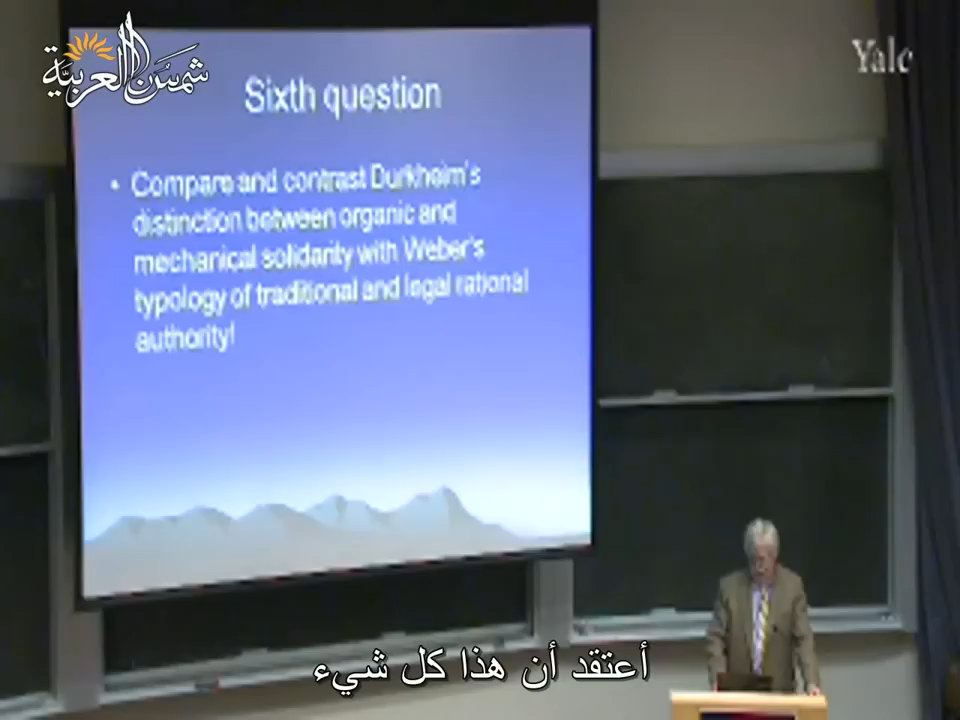 شمس العربية
Yale
Sixth question
• Compare and contrast Durkheim's
distinction between organic and
mechanical solidarity with Weber's
typology of traditional and legal rational
authority!
أعتقد أن هذا كل شيء